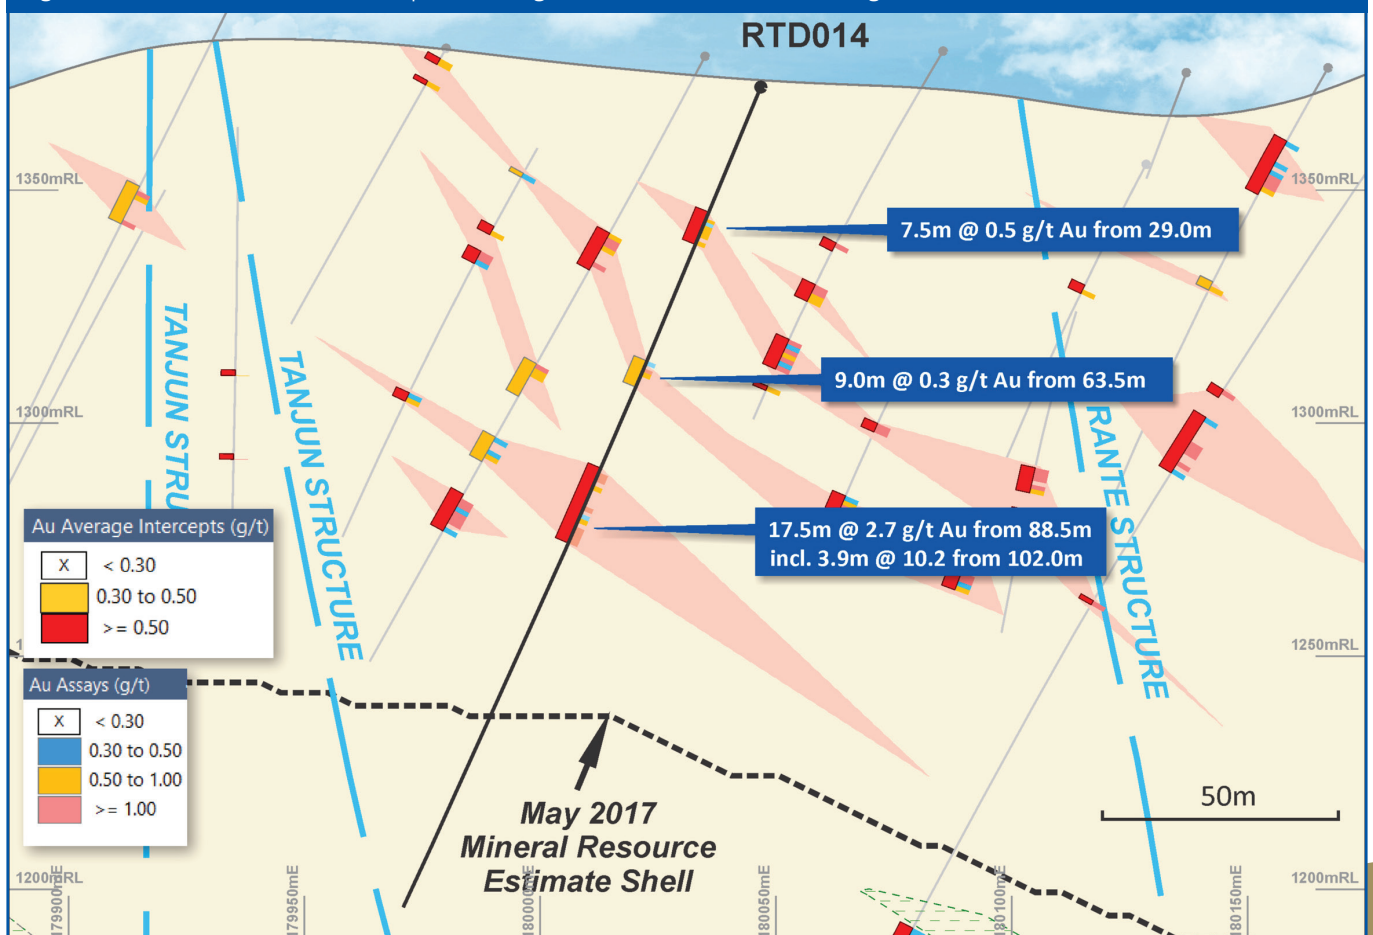 RTD014
1350mRL
1350mRL
7.5m @ 0.5 g/t Au from 29.0m
TANJUN STRU
TANJUN STRUCTURE
9.0m @ 0.3 g/t Au from 63.5m
1300mRL
1300mRL
RANTE STRUCTURE
17.5m @ 2.7 g/t Au from 88.5m
incl. 3.9m @ 10.2 from 102.0m
Au Average Intercepts (g/t)
X < 0.30
0.30 to 0.50
>= 0.50
1250mRL
Au Assays (g/t)
X < 0.30
0.30 to 0.50
0.50 to 1.00
>= 1.00
50m
May 2017
Mineral Resource
Estimate Shell
1200mRL
1200mRL
179900mE
179950mE
180000mE
180050mE
180100mE
180150mE